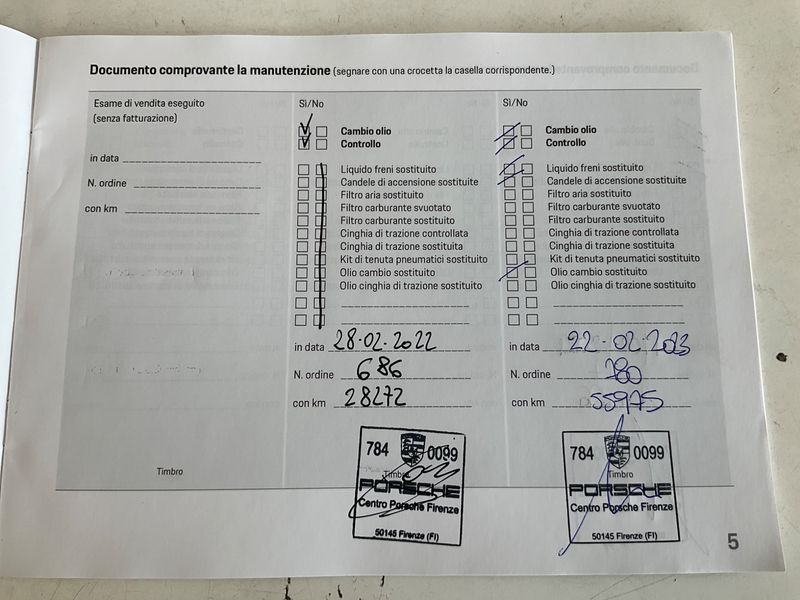 Documento comprovante la manutenzione (segnare con una crocetta la casella corrispondente.)
Esame di vendita eseguito
(senza fatturazione)
in data
N. ordine
con km
Timbro
Sì/No
Cambio olio
Controllo
Liquido freni sostituito
Candele di accensione sostituite
Filtro aria sostituito
Filtro carburante svuotato
Filtro carburante sostituito
Cinghia di trazione controllata
Cinghia di trazione sostituita
Kit di tenuta pneumatici sostituito
Olio cambio sostituito
Olio cinghia di trazione sostituito
in data 28.02.2022
N. ordine 686
con km 28272
784 0099
Timbro
PORSCHE
Centro Porsche Firenze
50145 Firenze (FI)
Sì/No
Cambio olio
Controllo
Liquido freni sostituito
Candele di accensione sostituite
Filtro aria sostituito
Filtro carburante svuotato
Filtro carburante sostituito
Cinghia di trazione controllata
Cinghia di trazione sostituita
Kit di tenuta pneumatici sostituito
Olio cambio sostituito
Olio cinghia di trazione sostituito
in data 22.02.2023
N. ordine
con km 55975
784 0099
Timbro
PORSCHE
Centro Porsche Firenze
50145 Firenze (FI)
5